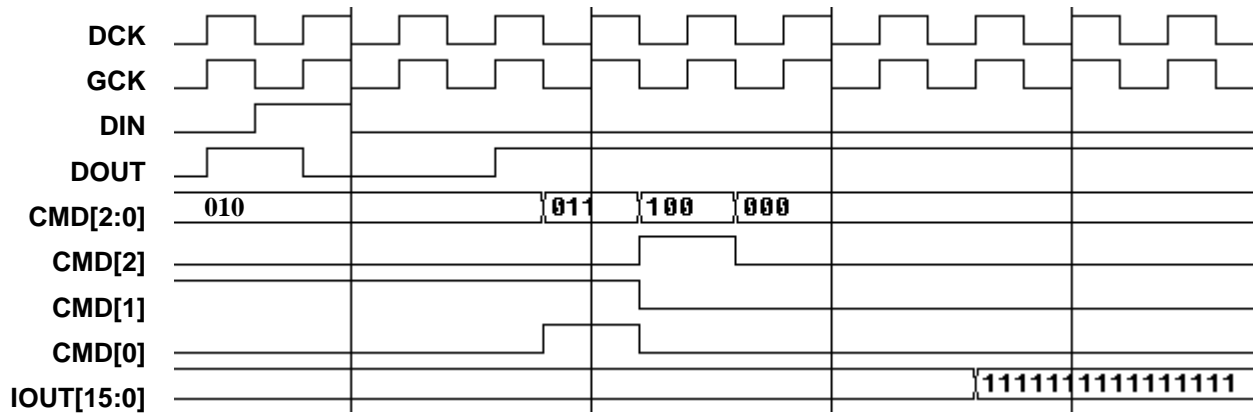 DCK
GCK
DIN
DOUT
CMD[2:0] 010 011 100 000
CMD[2]
CMD[1]
CMD[0]
IOUT[15:0] 1111111111111111